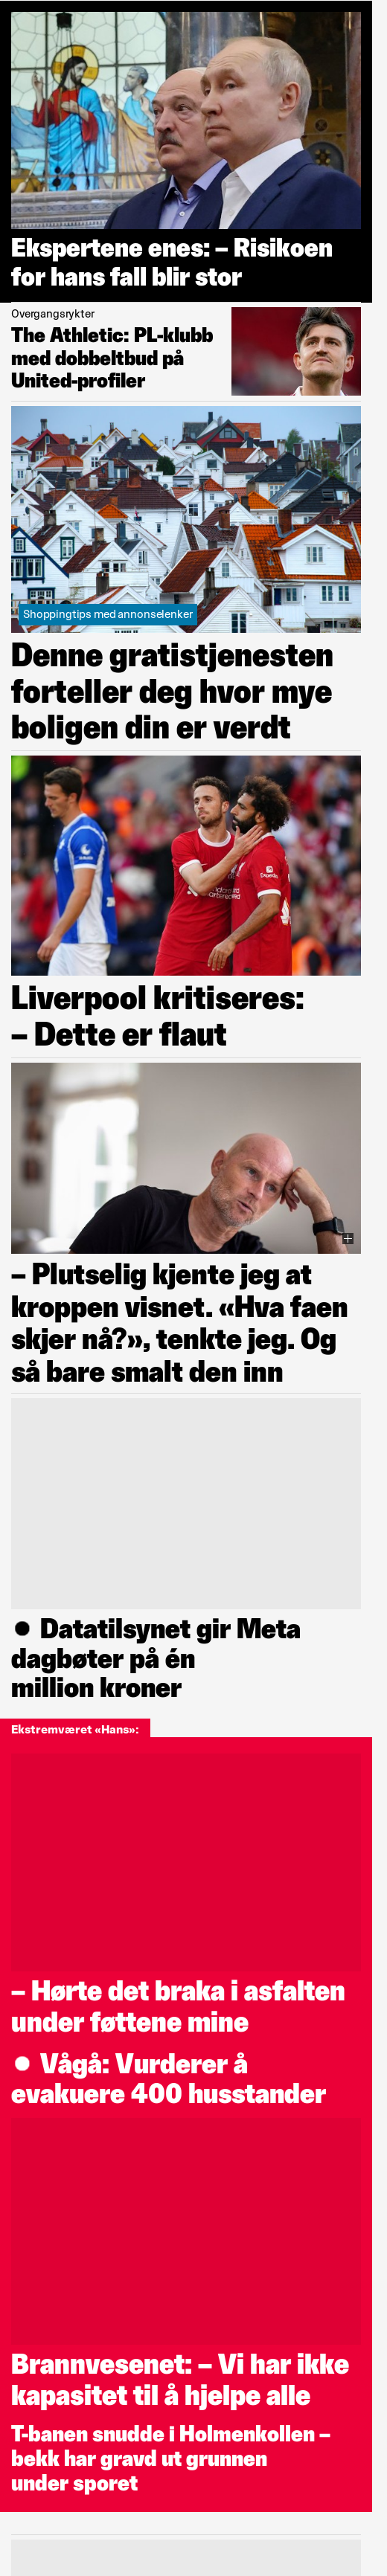 Ekspertene enes: – Risikoen
for hans fall blir stor
Overgangsrykter
The Athletic: PL-klubb
med dobbeltbud på
United-profiler
Shoppingtips med annonselenker
Denne gratistjenesten
forteller deg hvor mye
boligen din er verdt
Liverpool kritiseres:
– Dette er flaut
– Plutselig kjente jeg at
kroppen visnet. «Hva faen
skjer nå?», tenkte jeg. Og
så bare smalt den inn
Datatilsynet gir Meta
dagbøter på én
million kroner
Ekstremværet «Hans»:
– Hørte det braka i asfalten
under føttene mine
Vågå: Vurderer å
evakuere 400 husstander
Brannvesenet: – Vi har ikke
kapasitet til å hjelpe alle
T-banen snudde i Holmenkollen –
bekk har gravd ut grunnen
under sporet